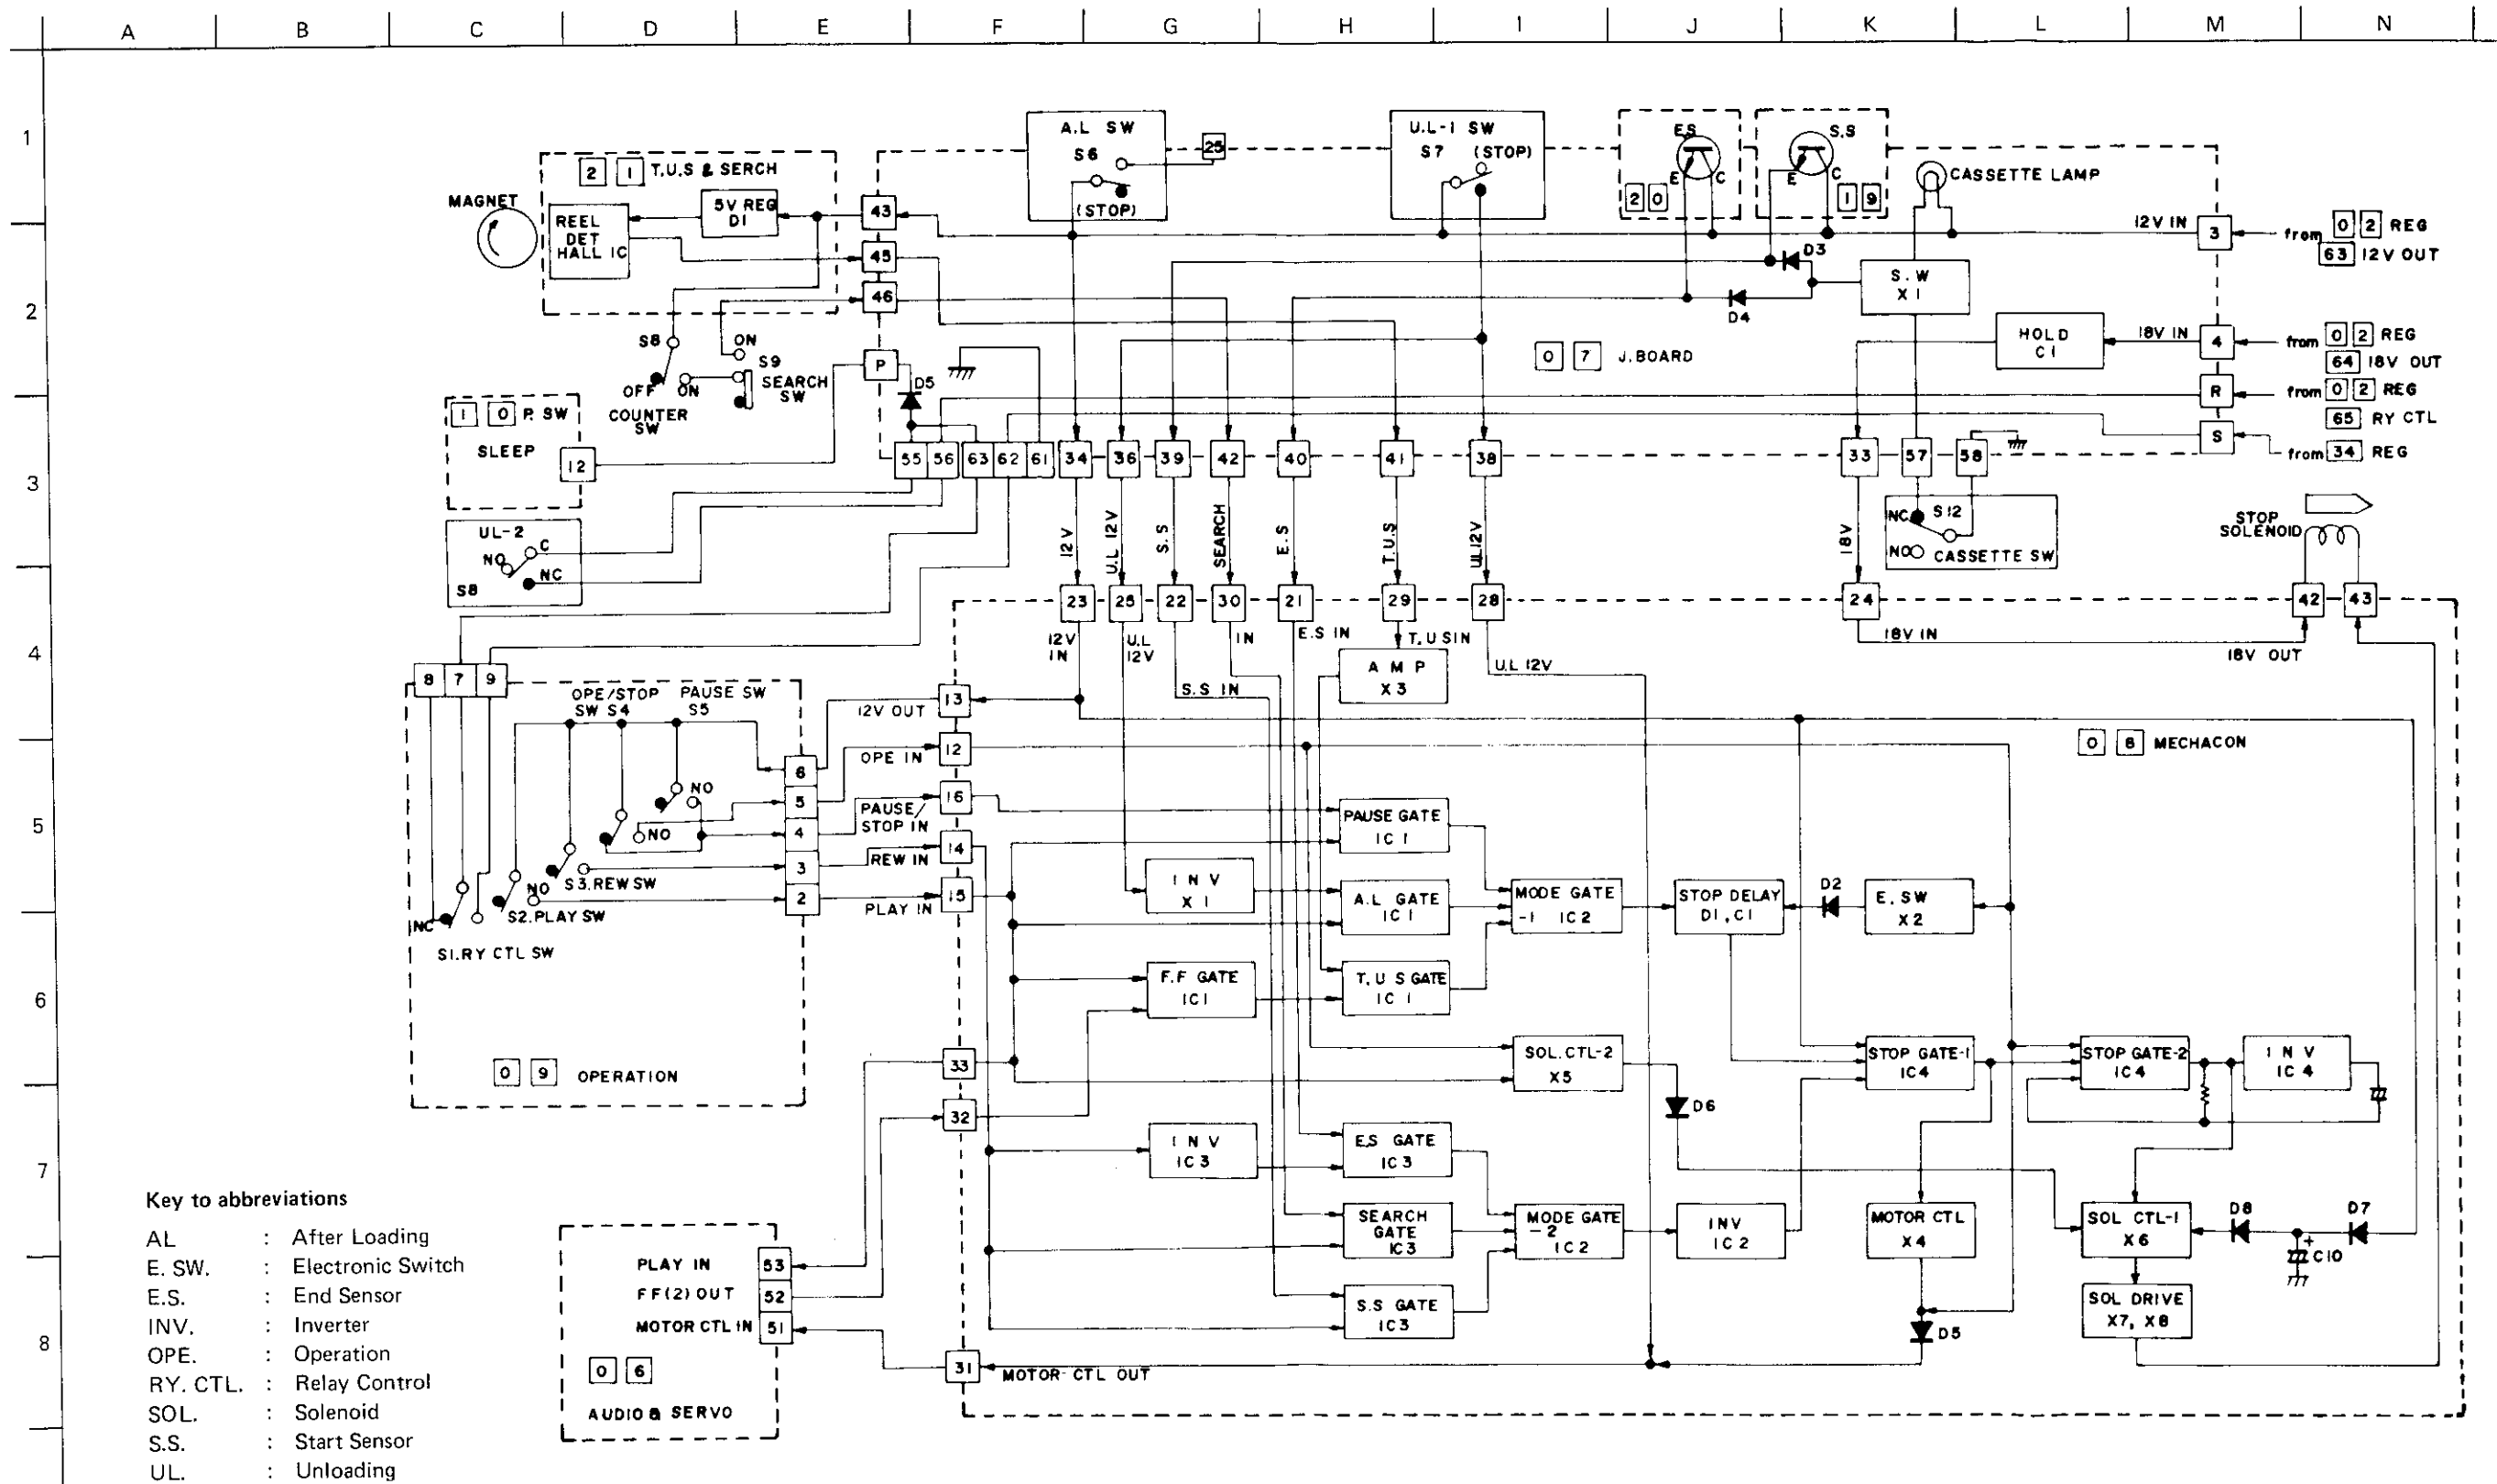 A B C D E F G H I J K L M N
1
2
3
4
5
6
7
8
A.L SW
S6
(STOP)
25
U.L-1 SW
S7 (STOP)
E.S
E C
2 0
S.S
E C
1 9
CASSETTE LAMP
2 1 T.U.S & SERCH
MAGNET
REEL
DET
HALL IC
5V REG
D1
43
45
46
P
12V IN
3
from 0 2 REG
63 12V OUT
D3
D4
S.W
X1
HOLD
C1
18V IN
4
from 0 2 REG
64 18V OUT
R
from 0 2 REG
65 RY CTL
S
from 34 REG
0 7 J.BOARD
S8
OFF ON
COUNTER
SW
ON
S9
SEARCH
SW
D5
1 0 P. SW
SLEEP
12
55 56 63 62 61 34 36 39 42 40 41 38 33 57 58
UL-2
NO C
NC
S8
12V
U.L 12V
S.S
SEARCH
E.S
T.U.S
UL12V
18V
NC S12
NO CASSETTE SW
STOP
SOLENOID
23 25 22 30 21 29 28 24 42 43
12V
IN
U.L
12V
S.S IN
IN
E.S IN
T.U SIN
U.L 12V
18V IN
18V OUT
AMP
X3
8 7 9
OPE/STOP
SW S4
PAUSE SW
S5
NO
NO
S3.REW SW
NO
S2.PLAY SW
NC
S1.RY CTL SW
6
5
4
3
2
0 9 OPERATION
12V OUT
13
OPE IN
12
PAUSE/
STOP IN
16
REW IN
14
PLAY IN
15
33
32
31
MOTOR CTL OUT
0 8 MECHACON
PAUSE GATE
IC 1
INV
X1
A.L GATE
IC 1
MODE GATE
-1 IC2
STOP DELAY
D1, C1
D2
E. SW
X2
F.F GATE
IC1
T. U S GATE
IC 1
SOL. CTL-2
X5
STOP GATE-1
IC4
STOP GATE-2
IC4
INV
IC4
D6
INV
IC3
E.S GATE
IC3
SEARCH
GATE
IC3
MODE GATE
-2
IC2
INV
IC2
MOTOR CTL
X4
SOL CTL-1
X6
D8
D7
+
C10
S.S GATE
IC3
SOL DRIVE
X7, X8
D5
PLAY IN 53
FF(2) OUT 52
MOTOR CTL IN 51
0 6
AUDIO & SERVO
Key to abbreviations
AL : After Loading
E. SW. : Electronic Switch
E.S. : End Sensor
INV. : Inverter
OPE. : Operation
RY. CTL. : Relay Control
SOL. : Solenoid
S.S. : Start Sensor
UL. : Unloading